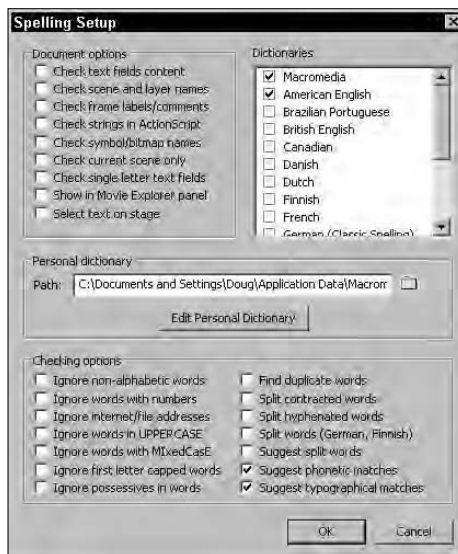 Spelling Setup
Document options
Check text fields content
Check scene and layer names
Check frame labels/comments
Check strings in ActionScript
Check symbol/bitmap names
Check current scene only
Check single letter text fields
Show in Movie Explorer panel
Select text on stage
Dictionaries
Macromedia
American English
Brazilian Portuguese
British English
Canadian
Danish
Dutch
Finnish
French
German (Classic Spelling)
Personal dictionary
Path: C:\Documents and Settings\Doug\Application Data\Macrom
Edit Personal Dictionary
Checking options
Ignore non-alphabetic words
Ignore words with numbers
Ignore internet/file addresses
Ignore words in UPPERCASE
Ignore words with MIxedCasE
Ignore first letter capped words
Ignore possessives in words
Find duplicate words
Split contracted words
Split hyphenated words
Split words (German, Finnish)
Suggest split words
Suggest phonetic matches
Suggest typographical matches
OK
Cancel